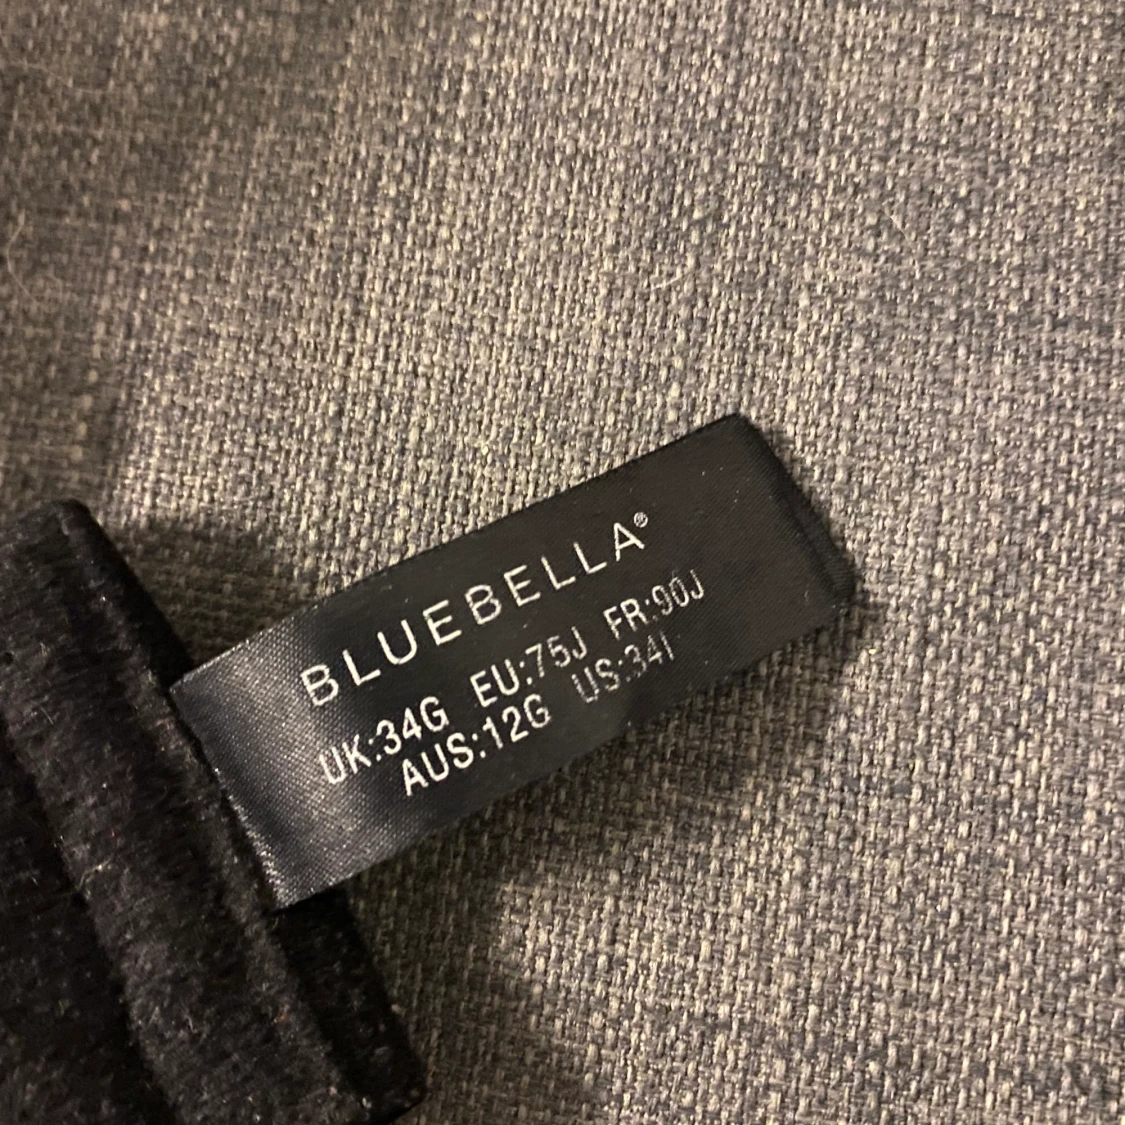 BLUEBELLA®
UK:34G EU:75J FR:90J
AUS:12G US:34I